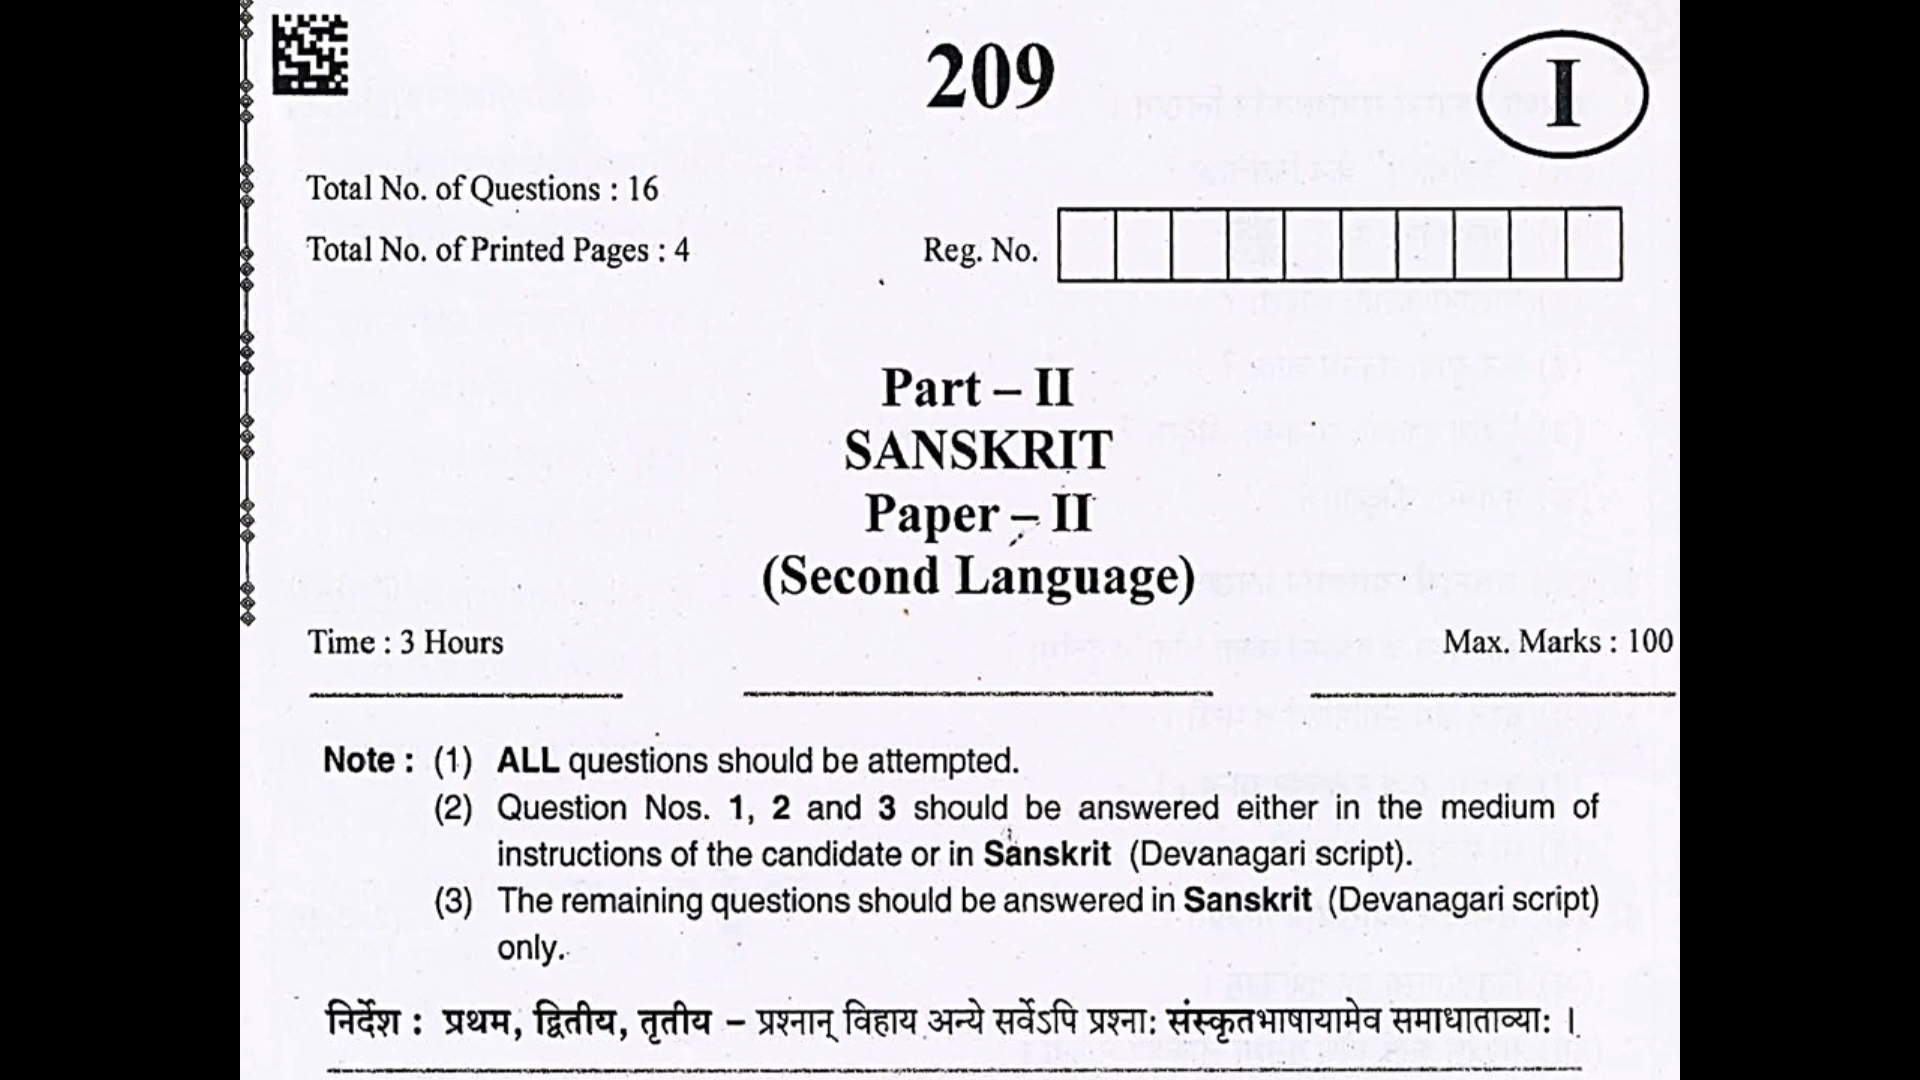 209
I
Total No. of Questions : 16
Total No. of Printed Pages : 4
Reg. No.
Part – II
SANSKRIT
Paper – II
(Second Language)
Time : 3 Hours
Max. Marks : 100
Note : (1) ALL questions should be attempted.
(2) Question Nos. 1, 2 and 3 should be answered either in the medium of
instructions of the candidate or in Sanskrit (Devanagari script).
(3) The remaining questions should be answered in Sanskrit (Devanagari script)
only.
निर्देश : प्रथम, द्वितीय, तृतीय – प्रश्नान् विहाय अन्ये सर्वेऽपि प्रश्नाः संस्कृतभाषायामेव समाधाताव्याः ।